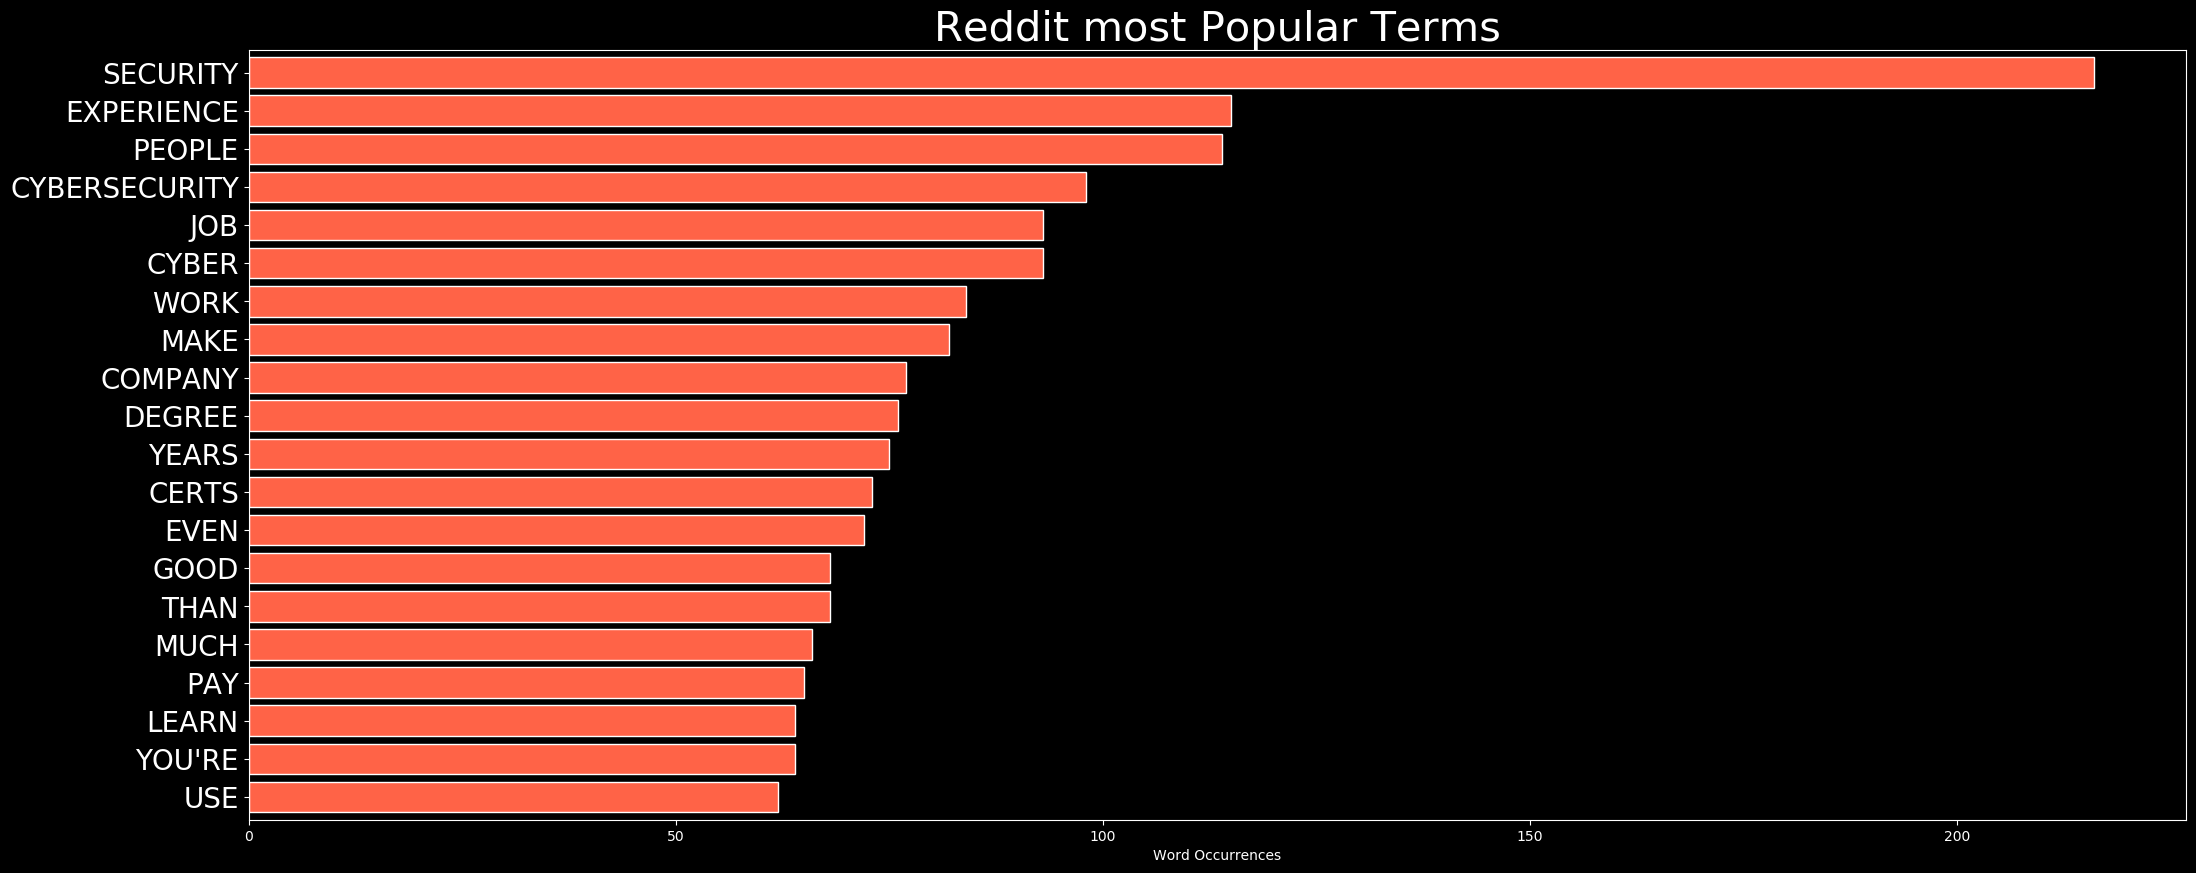 Reddit most Popular Terms
SECURITY
EXPERIENCE
PEOPLE
CYBERSECURITY
JOB
CYBER
WORK
MAKE
COMPANY
DEGREE
YEARS
CERTS
EVEN
GOOD
THAN
MUCH
PAY
LEARN
YOU'RE
USE
0 50 100 150 200
Word Occurrences